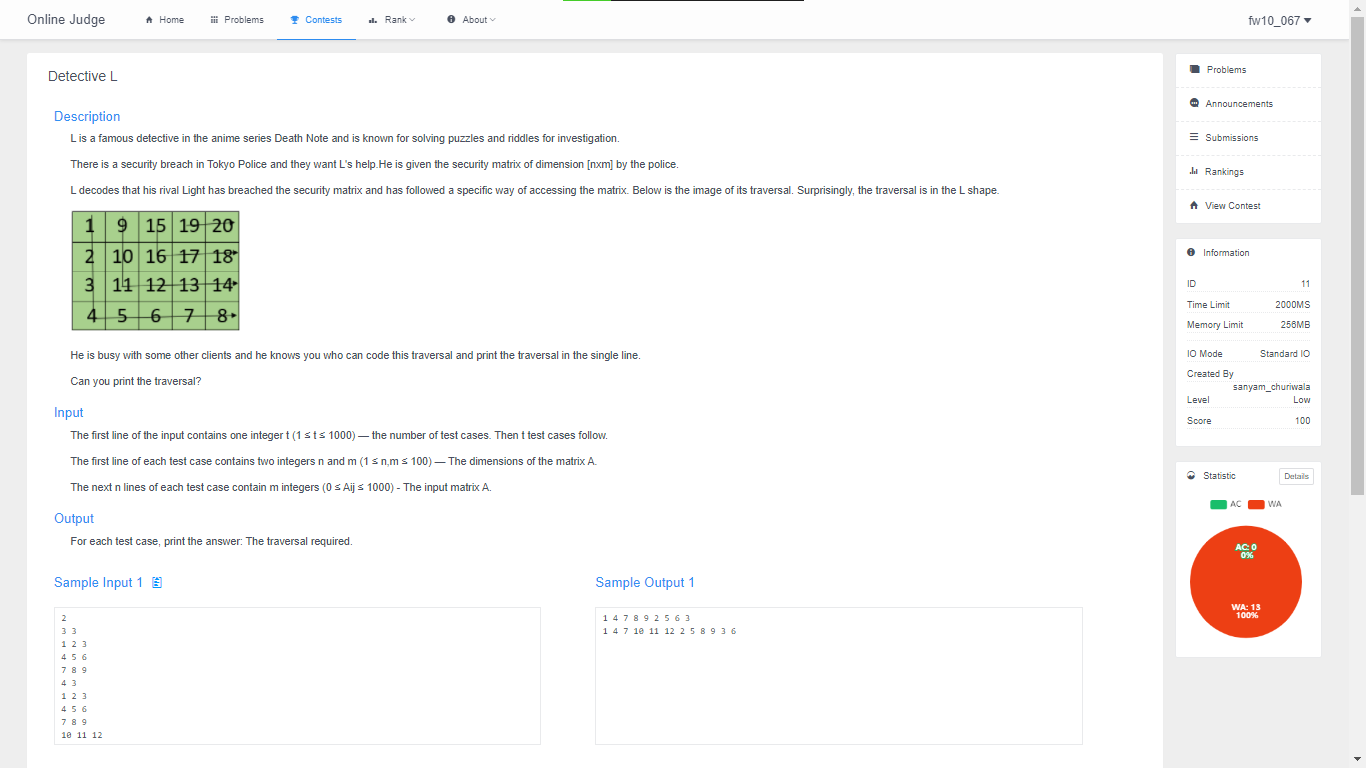 Online Judge Home Problems Contests Rank About fw10_067
Detective L
Description
L is a famous detective in the anime series Death Note and is known for solving puzzles and riddles for investigation.
There is a security breach in Tokyo Police and they want L's help.He is given the security matrix of dimension [nxm] by the police.
L decodes that his rival Light has breached the security matrix and has followed a specific way of accessing the matrix. Below is the image of its traversal. Surprisingly, the traversal is in the L shape.
1 9 15 19 20
2 10 16 17 18
3 11 12 13 14
4 5 6 7 8
He is busy with some other clients and he knows you who can code this traversal and print the traversal in the single line.
Can you print the traversal?
Input
The first line of the input contains one integer t (1 ≤ t ≤ 1000) — the number of test cases. Then t test cases follow.
The first line of each test case contains two integers n and m (1 ≤ n,m ≤ 100) — The dimensions of the matrix A.
The next n lines of each test case contain m integers (0 ≤ Aij ≤ 1000) - The input matrix A.
Output
For each test case, print the answer: The traversal required.
Sample Input 1
2
3 3
1 2 3
4 5 6
7 8 9
4 3
1 2 3
4 5 6
7 8 9
10 11 12
Sample Output 1
1 4 7 8 9 2 5 6 3
1 4 7 10 11 12 2 5 8 9 3 6
Problems
Announcements
Submissions
Rankings
View Contest
Information
ID 11
Time Limit 2000MS
Memory Limit 256MB
IO Mode Standard IO
Created By
sanyam_churiwala
Level Low
Score 100
Statistic Details
AC WA
AC: 0
0%
WA: 13
100%